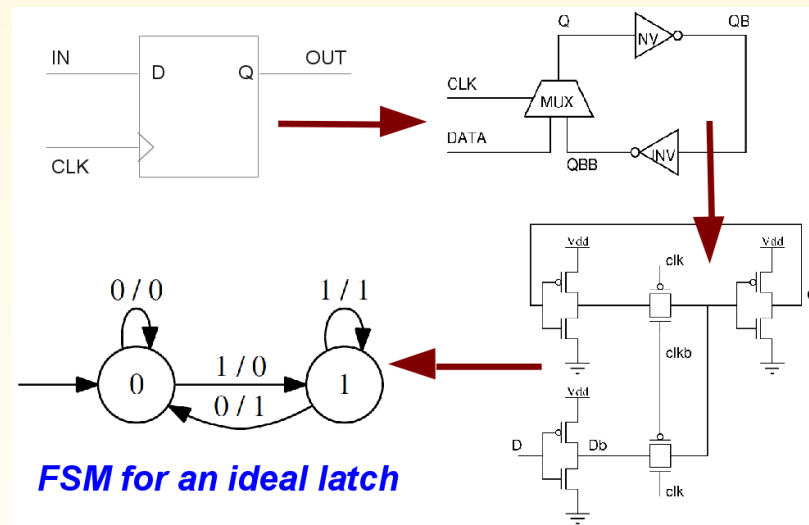 IN
D
Q
OUT
CLK
Q
QB
NV
CLK
MUX
DATA
QBB
INV
0 / 0
1 / 1
0
1 / 0
1
0 / 1
FSM for an ideal latch
Vdd
clk
Vdd
clkb
Vdd
D
Db
clk